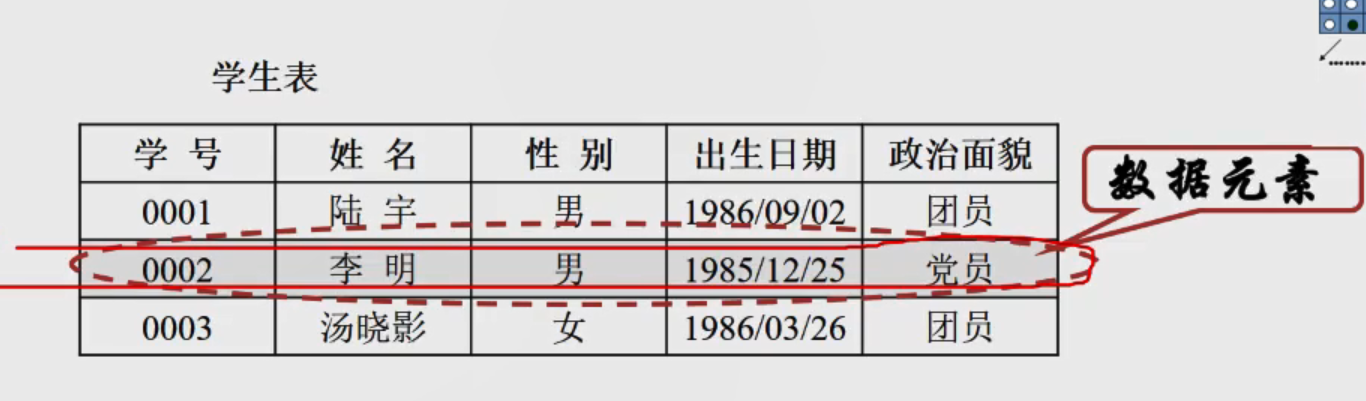 学生表
学 号 姓 名 性 别 出生日期 政治面貌
0001 陆 宇 男 1986/09/02 团员
0002 李 明 男 1985/12/25 党员
0003 汤晓影 女 1986/03/26 团员
数据元素